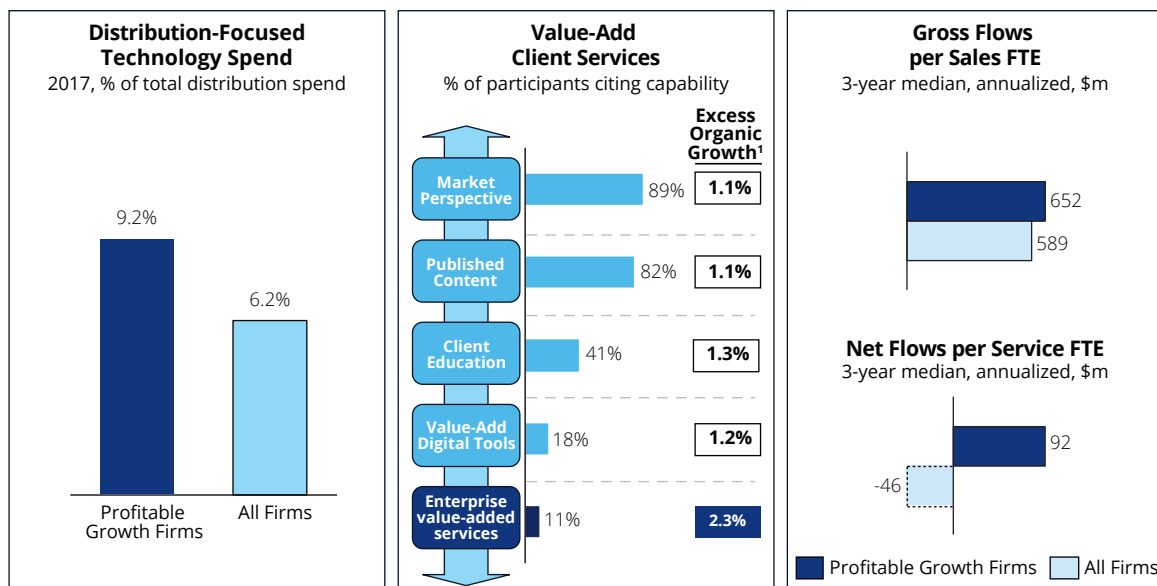 Distribution-Focused
Technology Spend
2017, % of total distribution spend
9.2%
6.2%
Profitable
Growth Firms
All Firms
Value-Add
Client Services
% of participants citing capability
Excess
Organic
Growth¹
Market
Perspective
89%
1.1%
Published
Content
82%
1.1%
Client
Education
41%
1.3%
Value-Add
Digital Tools
18%
1.2%
Enterprise
value-added
services
11%
2.3%
Gross Flows
per Sales FTE
3-year median, annualized, $m
652
589
Net Flows per Service FTE
3-year median, annualized, $m
92
-46
Profitable Growth Firms
All Firms